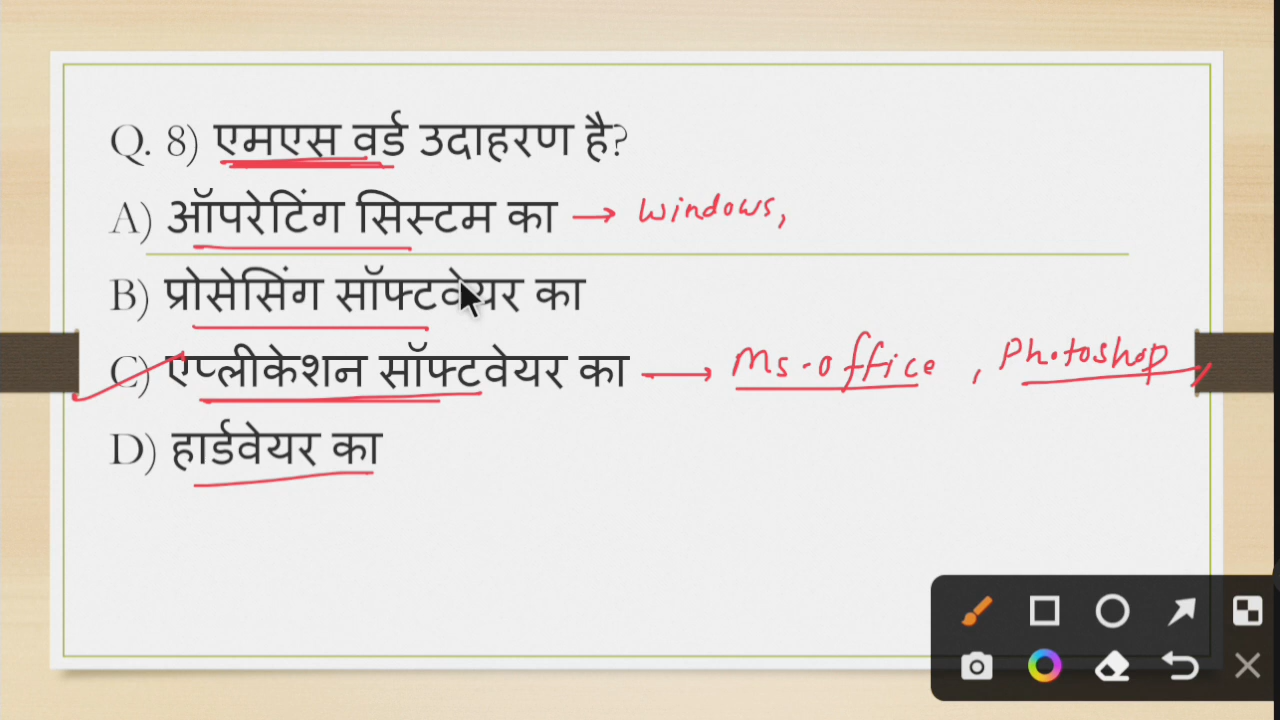 Q. 8) एमएस वर्ड उदाहरण है?
A) ऑपरेटिंग सिस्टम का → windows,
B) प्रोसेसिंग सॉफ्टवेयर का
C) एप्लीकेशन सॉफ्टवेयर का → Ms-office, Photoshop,
D) हार्डवेयर का